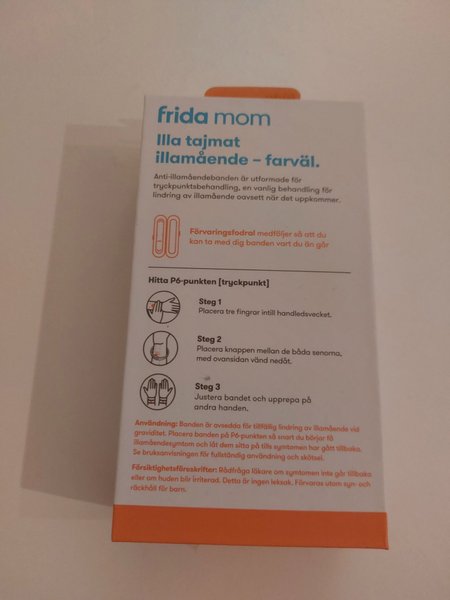 frida mom
Illa tajmat
illamående – farväl.
Anti-illamåendebanden är utformade för
tryckpunktsbehandling, en vanlig behandling för
lindring av illamående oavsett när det uppkommer.
Förvaringsfodral medföljer så att du
kan ta med dig banden vart du än går
Hitta P6-punkten [tryckpunkt]
Steg 1
Placera tre fingrar intill handledsvecket.
Steg 2
Placera knappen mellan de båda senorna,
med ovansidan vänd nedåt.
Steg 3
Justera bandet och upprepa på
andra handen.
Användning: Banden är avsedda för tillfällig lindring av illamående vid
graviditet. Placera banden på P6-punkten så snart du börjar få
illamåendesymtom och låt dem sitta på tills symtomen har gått tillbaka.
Se bruksanvisningen för fullständig användning och skötsel.
Försiktighetsföreskrifter: Rådfråga läkare om symtomen inte går tillbaka
eller om huden blir irriterad. Detta är ingen leksak. Förvaras utom syn- och
räckhåll för barn.